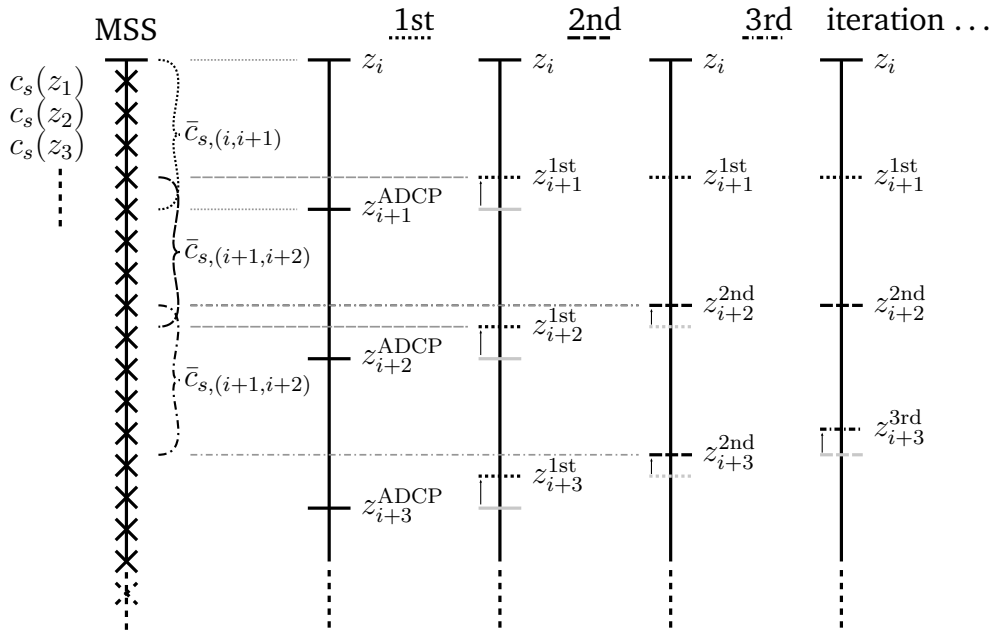 MSS 1st 2nd 3rd iteration …
z_i z_i z_i z_i
c_s(z_1)
c_s(z_2)
c_s(z_3)
c̄_{s,(i,i+1)}
z_{i+1}^{1st} z_{i+1}^{1st} z_{i+1}^{1st}
z_{i+1}^{ADCP}
c̄_{s,(i+1,i+2)}
z_{i+2}^{2nd} z_{i+2}^{2nd}
z_{i+2}^{1st}
z_{i+2}^{ADCP}
c̄_{s,(i+1,i+2)}
z_{i+3}^{3rd}
z_{i+3}^{2nd}
z_{i+3}^{1st}
z_{i+3}^{ADCP}